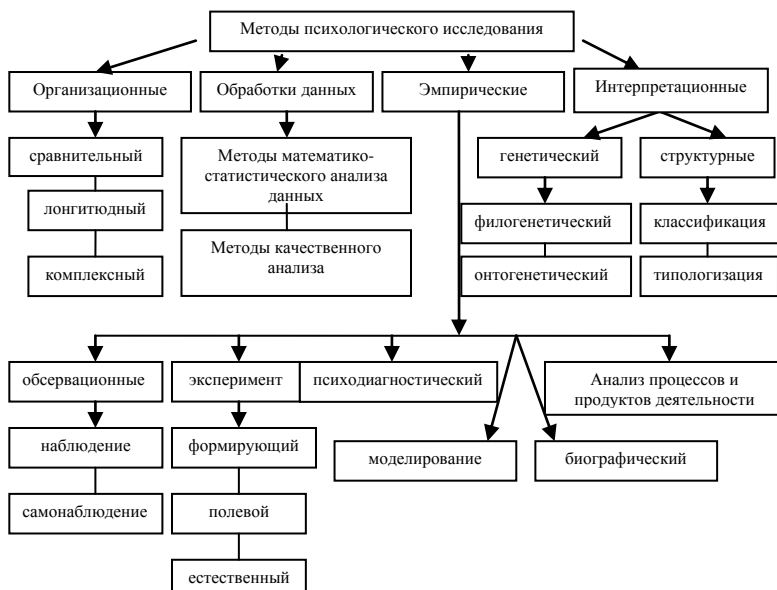 Методы психологического исследования
Организационные
Обработки данных
Эмпирические
Интерпретационные
сравнительный
лонгитюдный
комплексный
Методы математико-
статистического анализа
данных
Методы качественного
анализа
генетический
структурные
филогенетический
классификация
онтогенетический
типологизация
обсервационные
эксперимент
психодиагностический
Анализ процессов и
продуктов деятельности
наблюдение
формирующий
моделирование
биографический
самонаблюдение
полевой
естественный